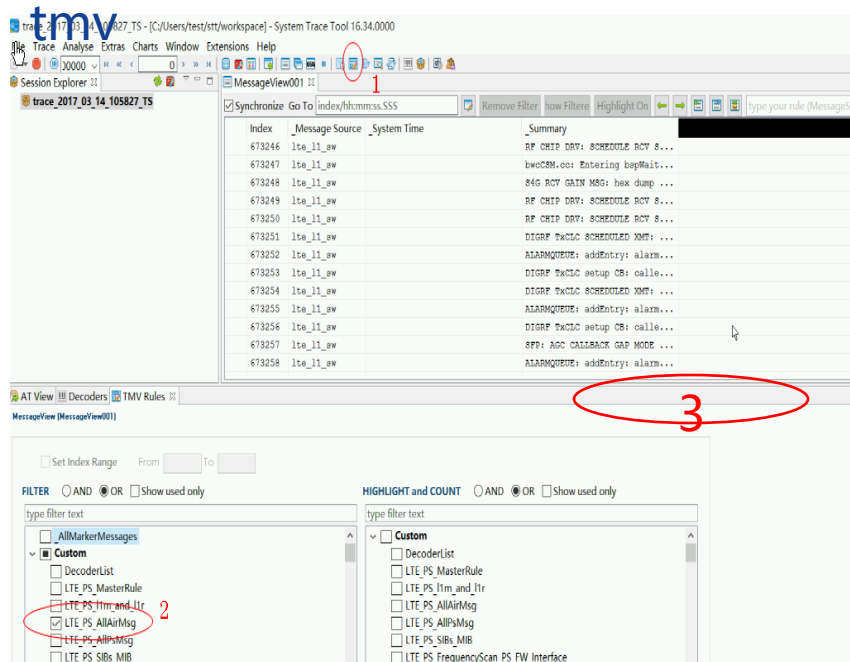 tmv
trace_2017_03_14_105827_TS - [C:/Users/test/stt/workspace] - System Trace Tool 16.34.0000
Trace Analyse Extras Charts Window Extensions Help
0
1
Session Explorer
MessageView001
trace_2017_03_14_105827_TS
Synchronize Go To index/hh:mm:ss.SSS Remove Filter how Filtere Highlight On type your rule (MessageS
Index _Message Source _System Time _Summary
673246 lte_l1_sw RF CHIP DRV: SCHEDULE RCV S...
673247 lte_l1_sw bwcCSM.cc: Entering bspWait...
673248 lte_l1_sw S4G RCV GAIN MSG: hex dump ...
673249 lte_l1_sw RF CHIP DRV: SCHEDULE RCV S...
673250 lte_l1_sw RF CHIP DRV: SCHEDULE RCV S...
673251 lte_l1_sw DIGRF TxCLC SCHEDULED XMT: ...
673252 lte_l1_sw ALARMQUEUE: addEntry: alarm...
673253 lte_l1_sw DIGRF TxCLC setup CB: calle...
673254 lte_l1_sw DIGRF TxCLC SCHEDULED XMT: ...
673255 lte_l1_sw ALARMQUEUE: addEntry: alarm...
673256 lte_l1_sw DIGRF TxCLC setup CB: calle...
673257 lte_l1_sw SFP: AGC CALLBACK GAP MODE ...
673258 lte_l1_sw ALARMQUEUE: addEntry: alarm...
3
AT View Decoders TMV Rules
MessageView [MessageView001]
Set Index Range From To
FILTER AND OR Show used only HIGHLIGHT and COUNT AND OR Show used only
type filter text type filter text
_AllMarkerMessages Custom
Custom DecoderList
DecoderList LTE_PS_MasterRule
LTE_PS_MasterRule LTE_PS_l1m_and_l1r
LTE_PS_l1m_and_l1r LTE_PS_AllAirMsg
2
LTE_PS_AllAirMsg LTE_PS_AllPsMsg
LTE_PS_AllPsMsg LTE_PS_SIBs_MIB
LTE_PS_SIBs_MIB LTE_PS_FrequencyScan_PS_FW_Interface